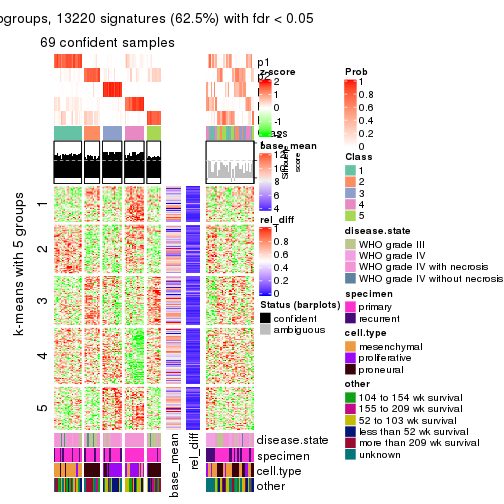 ogroups, 13220 signatures (62.5%) with fdr < 0.05
69 confident samples
p1
p2
z-score
2
1
0
-1
-2
base_mean
12
10
8
6
4
Silhouette
score
rel_diff
1
0.8
0.6
0.4
0.2
0
Status (barplots)
confident
ambiguous
k-means with 5 groups
1
2
3
4
5
base_mean
rel_diff
disease.state
specimen
cell.type
other
Prob
1
0.8
0.6
0.4
0.2
0
Class
1
2
3
4
5
disease.state
WHO grade III
WHO grade IV
WHO grade IV with necrosis
WHO grade IV without necrosis
specimen
primary
recurrent
cell.type
mesenchymal
proliferative
proneural
other
104 to 154 wk survival
155 to 209 wk survival
52 to 103 wk survival
less than 52 wk survival
more than 209 wk survival
unknown